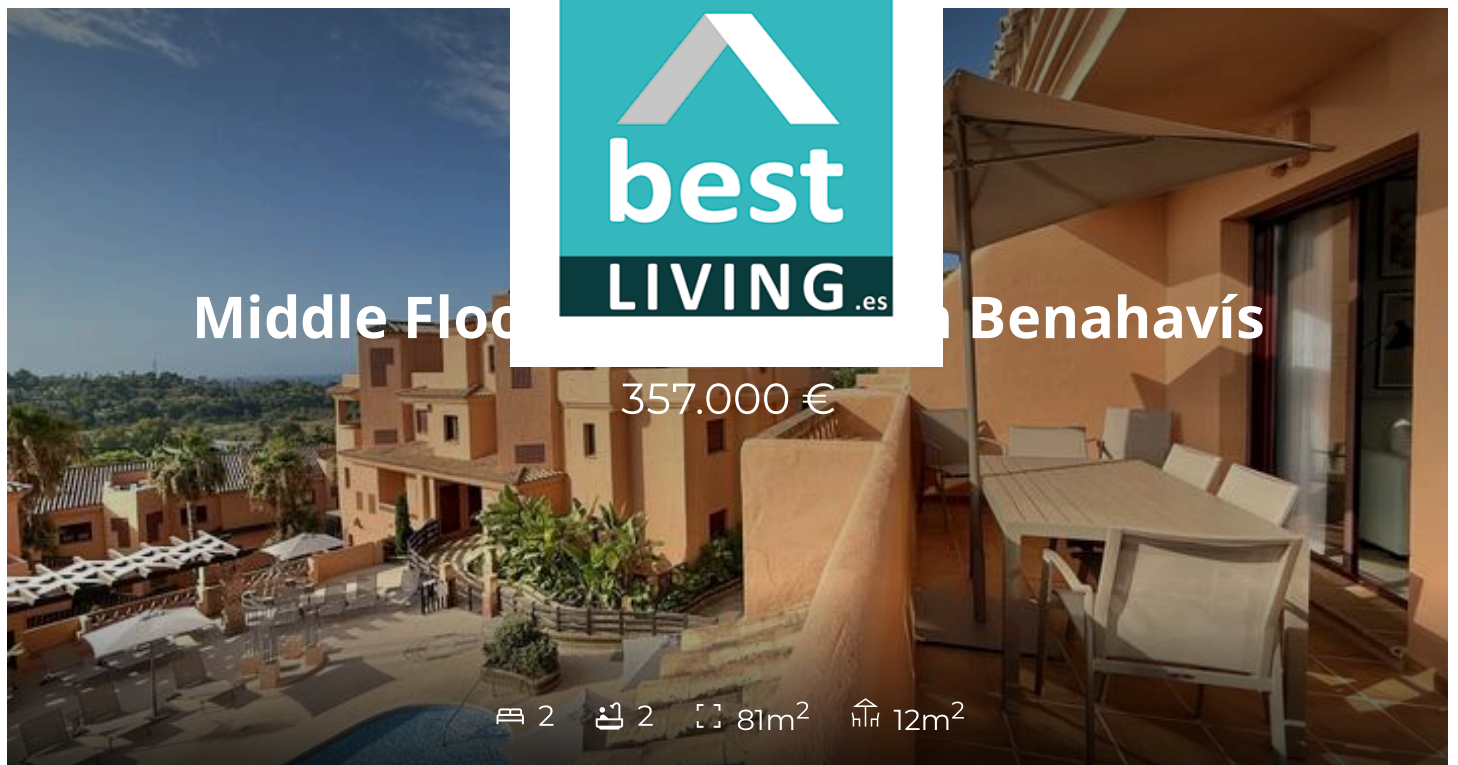 best
LIVING.es
Middle Floo n Benahavís
357.000 €
2 2 81m² 12m²